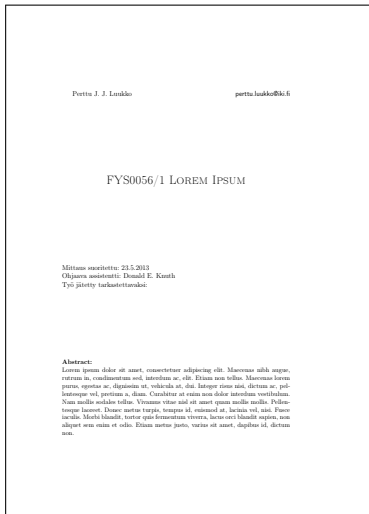 Perttu J. J. Luukko perttu.luukko@iki.fi
FYS0056/1 LOREM IPSUM
Mittaus suoritettu: 23.5.2013
Ohjaava assistentti: Donald E. Knuth
Työ jätetty tarkastettavaksi:
Abstract:
Lorem ipsum dolor sit amet, consectetuer adipiscing elit. Maecenas nibh augue,
rutrum in, condimentum sed, interdum ac, elit. Etiam non tellus. Maecenas lorem
purus, egestas ac, dignissim ut, vehicula at, dui. Integer risus nisi, dictum ac, pel-
lentesque vel, pretium a, diam. Curabitur at enim non dolor interdum vestibulum.
Nam mollis sodales tellus. Vivamus vitae nisl sit amet quam mollis mollis. Pellen-
tesque laoreet. Donec metus turpis, tempus id, euismod at, lacinia vel, nisi. Fusce
iaculis. Morbi blandit, tortor quis fermentum viverra, lacus orci blandit sapien, non
aliquet sem enim et odio. Etiam metus justo, varius sit amet, dapibus id, dictum
non.